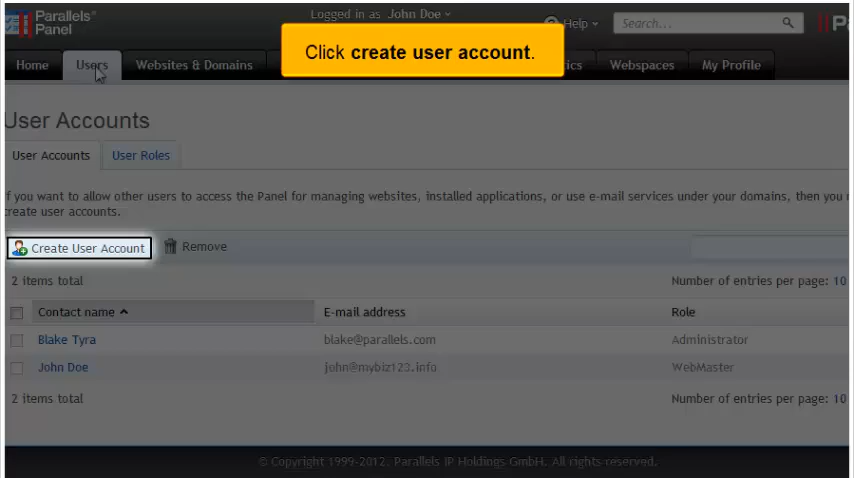 Parallels®
Panel
Logged in as John Doe
Help
Search...
P
Click create user account.
Home
Users
Websites & Domains
tics
Webspaces
My Profile
User Accounts
User Accounts
User Roles
If you want to allow other users to access the Panel for managing websites, installed applications, or use e-mail services under your domains, then you
create user accounts.
Create User Account
Remove
2 items total
Number of entries per page: 10
Contact name
E-mail address
Role
Blake Tyra
blake@parallels.com
Administrator
John Doe
john@mybiz123.info
WebMaster
2 items total
Number of entries per page: 10
© Copyright 1999-2012. Parallels IP Holdings GmbH. All rights reserved.